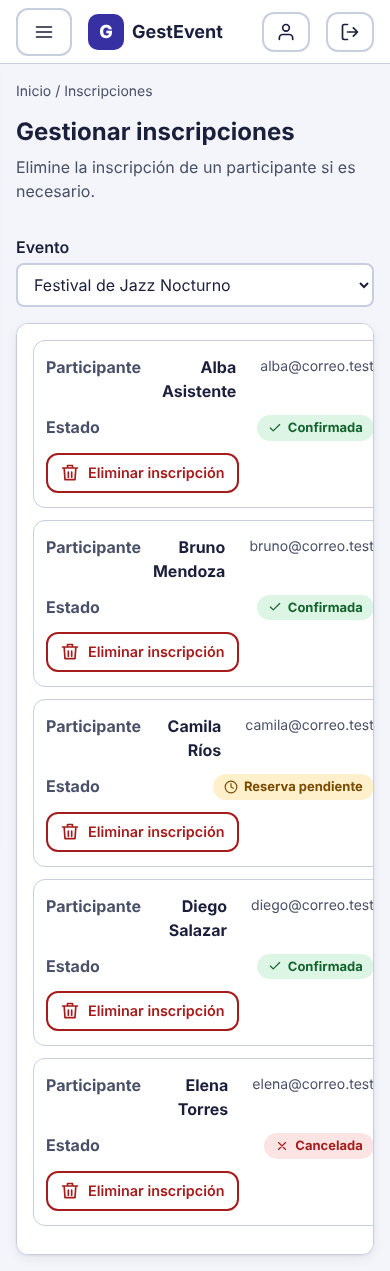 G GestEvent
Inicio / Inscripciones
Gestionar inscripciones
Elimine la inscripción de un participante si es
necesario.
Evento
Festival de Jazz Nocturno
Participante Alba alba@correo.test
Asistente
Estado Confirmada
Eliminar inscripción
Participante Bruno bruno@correo.test
Mendoza
Estado Confirmada
Eliminar inscripción
Participante Camila camila@correo.test
Ríos
Estado Reserva pendiente
Eliminar inscripción
Participante Diego diego@correo.test
Salazar
Estado Confirmada
Eliminar inscripción
Participante Elena elena@correo.test
Torres
Estado Cancelada
Eliminar inscripción